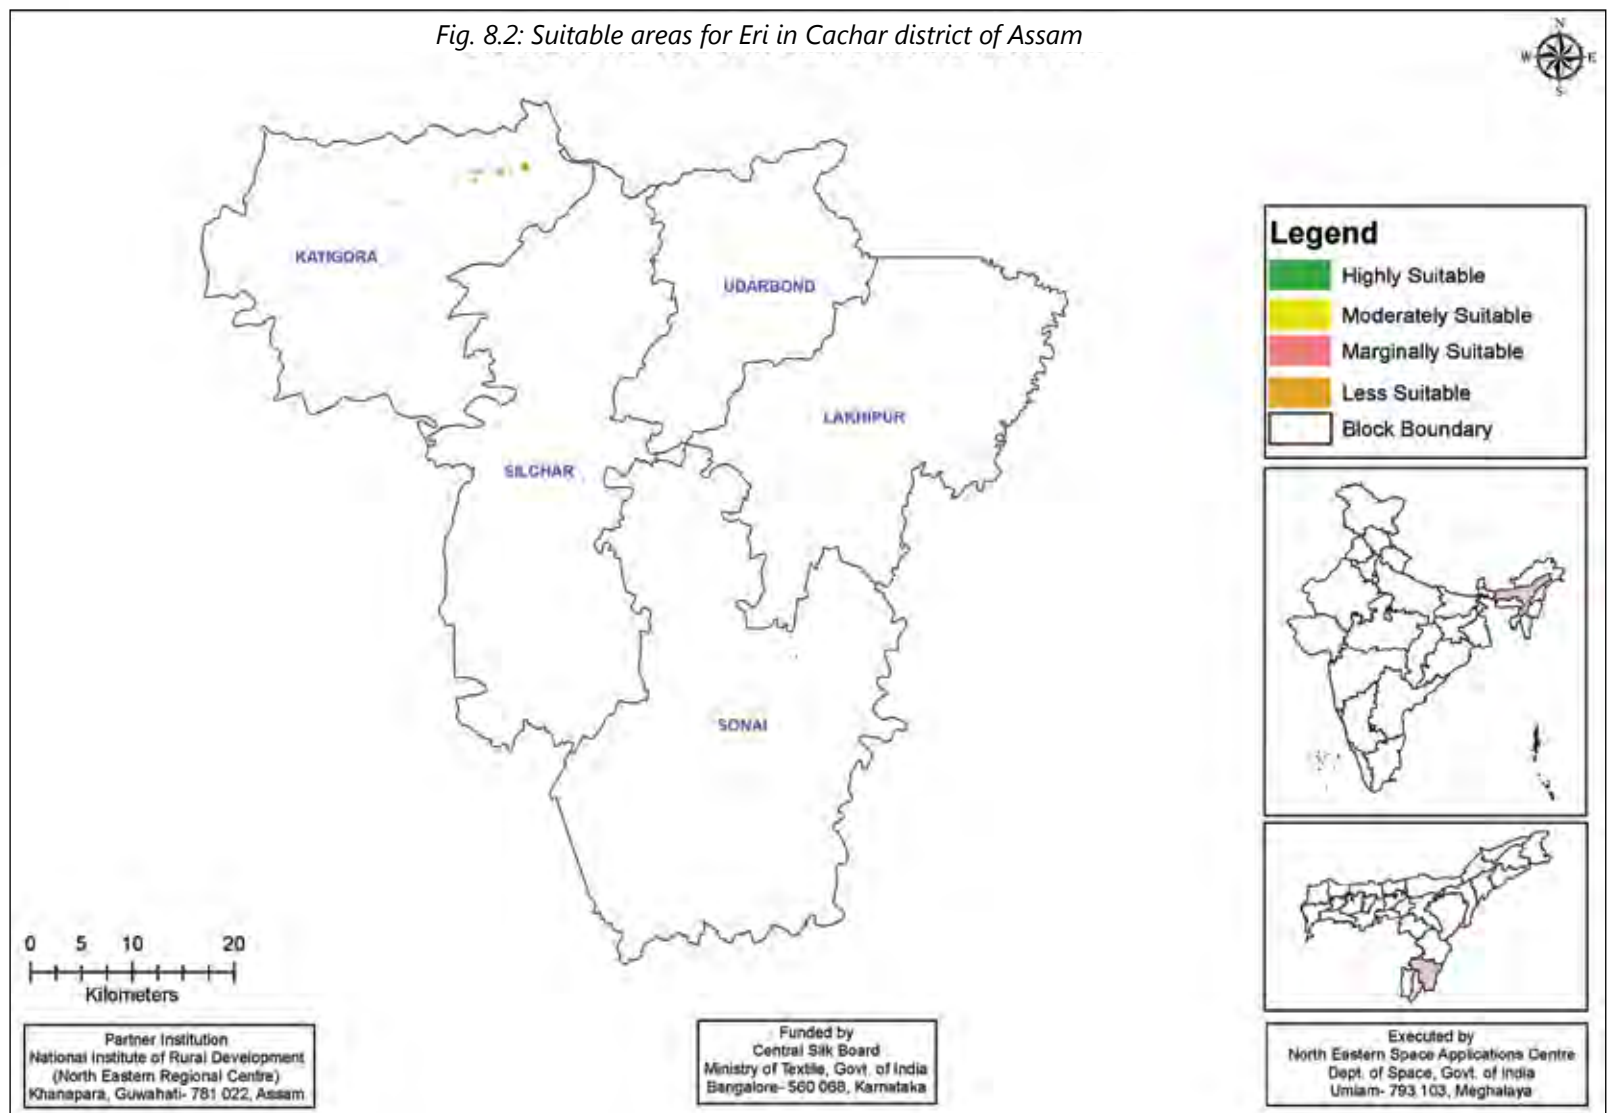 Fig. 8.2: Suitable areas for Eri in Cachar district of Assam
N
W
E
S
KATIGORA
UDARBOND
LAKHIPUR
SILCHAR
SONAI
Legend
Highly Suitable
Moderately Suitable
Marginally Suitable
Less Suitable
Block Boundary
0 5 10 20
Kilometers
Partner Institution
National Institute of Rural Development
(North Eastern Regional Centre)
Khanapara, Guwahati- 781 022, Assam
Funded by
Central Silk Board
Ministry of Textile, Govt. of India
Bangalore- 560 068, Karnataka
Executed by
North Eastern Space Applications Centre
Dept. of Space, Govt. of India
Umiam- 793 103, Meghalaya